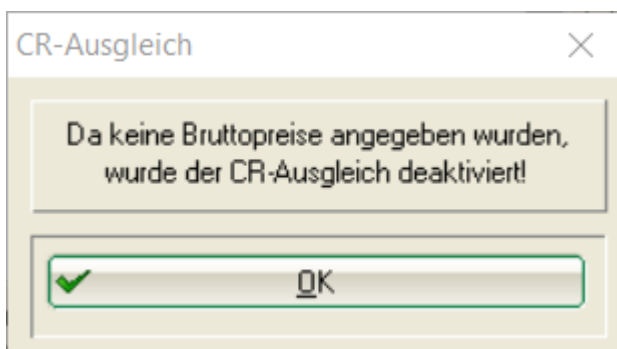 CR-Ausgleich
Da keine Bruttopreise angegeben wurden,
wurde der CR-Ausgleich deaktiviert!
OK